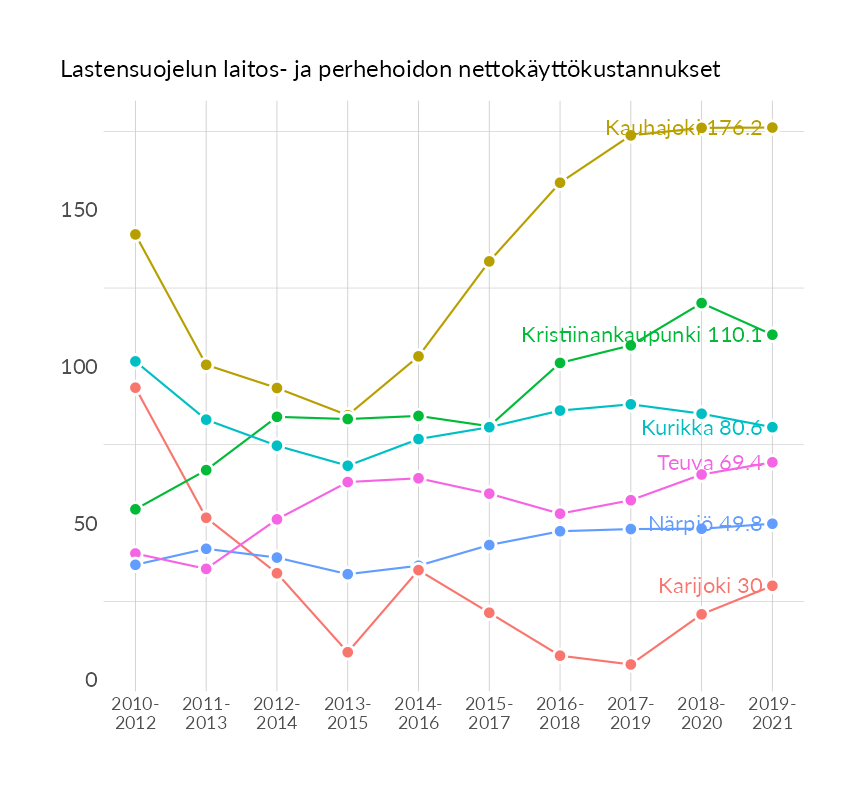 Lastensuojelun laitos- ja perhehoidon nettokäyttökustannukset
Kauhajoki 176.2
150
Kristiinankaupunki 110.1
100
Kurikka 80.6
Teuva 69.4
50
Närpiö 49.8
Karijoki 30
0
2010- 2011- 2012- 2013- 2014- 2015- 2016- 2017- 2018- 2019-
2012 2013 2014 2015 2016 2017 2018 2019 2020 2021